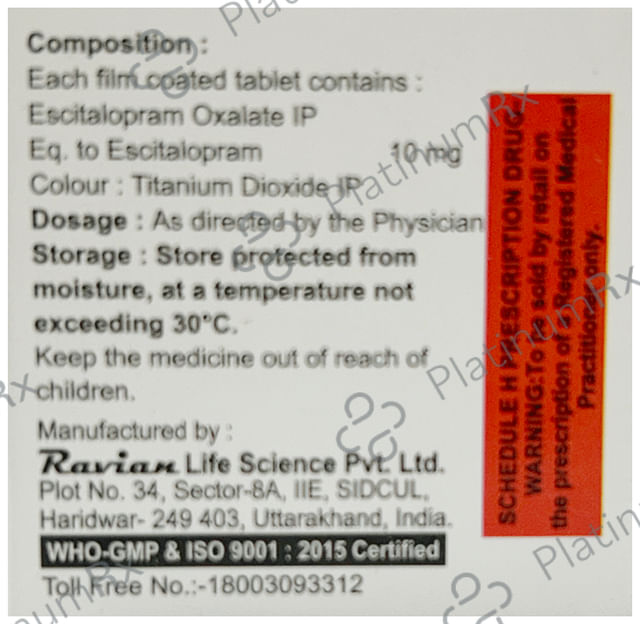 Composition :
Each film coated tablet contains :
Escitalopram Oxalate IP
Eq. to Escitalopram 10 mg
Colour : Titanium Dioxide IP
Dosage : As directed by the Physician
Storage : Store protected from
moisture, at a temperature not
exceeding 30°C.
Keep the medicine out of reach of
children.
Manufactured by :
Ravian Life Science Pvt. Ltd.
Plot No. 34, Sector-8A, IIE, SIDCUL,
Haridwar- 249 403, Uttarakhand, India.
WHO-GMP & ISO 9001 : 2015 Certified
Toll Free No.:-18003093312
SCHEDULE H PRESCRIPTION DRUG
WARNING:To be sold by retail on
the prescription of Registered Medical
Practitioner only.
PlatinumRx
PlatinumRx
PlatinumRx